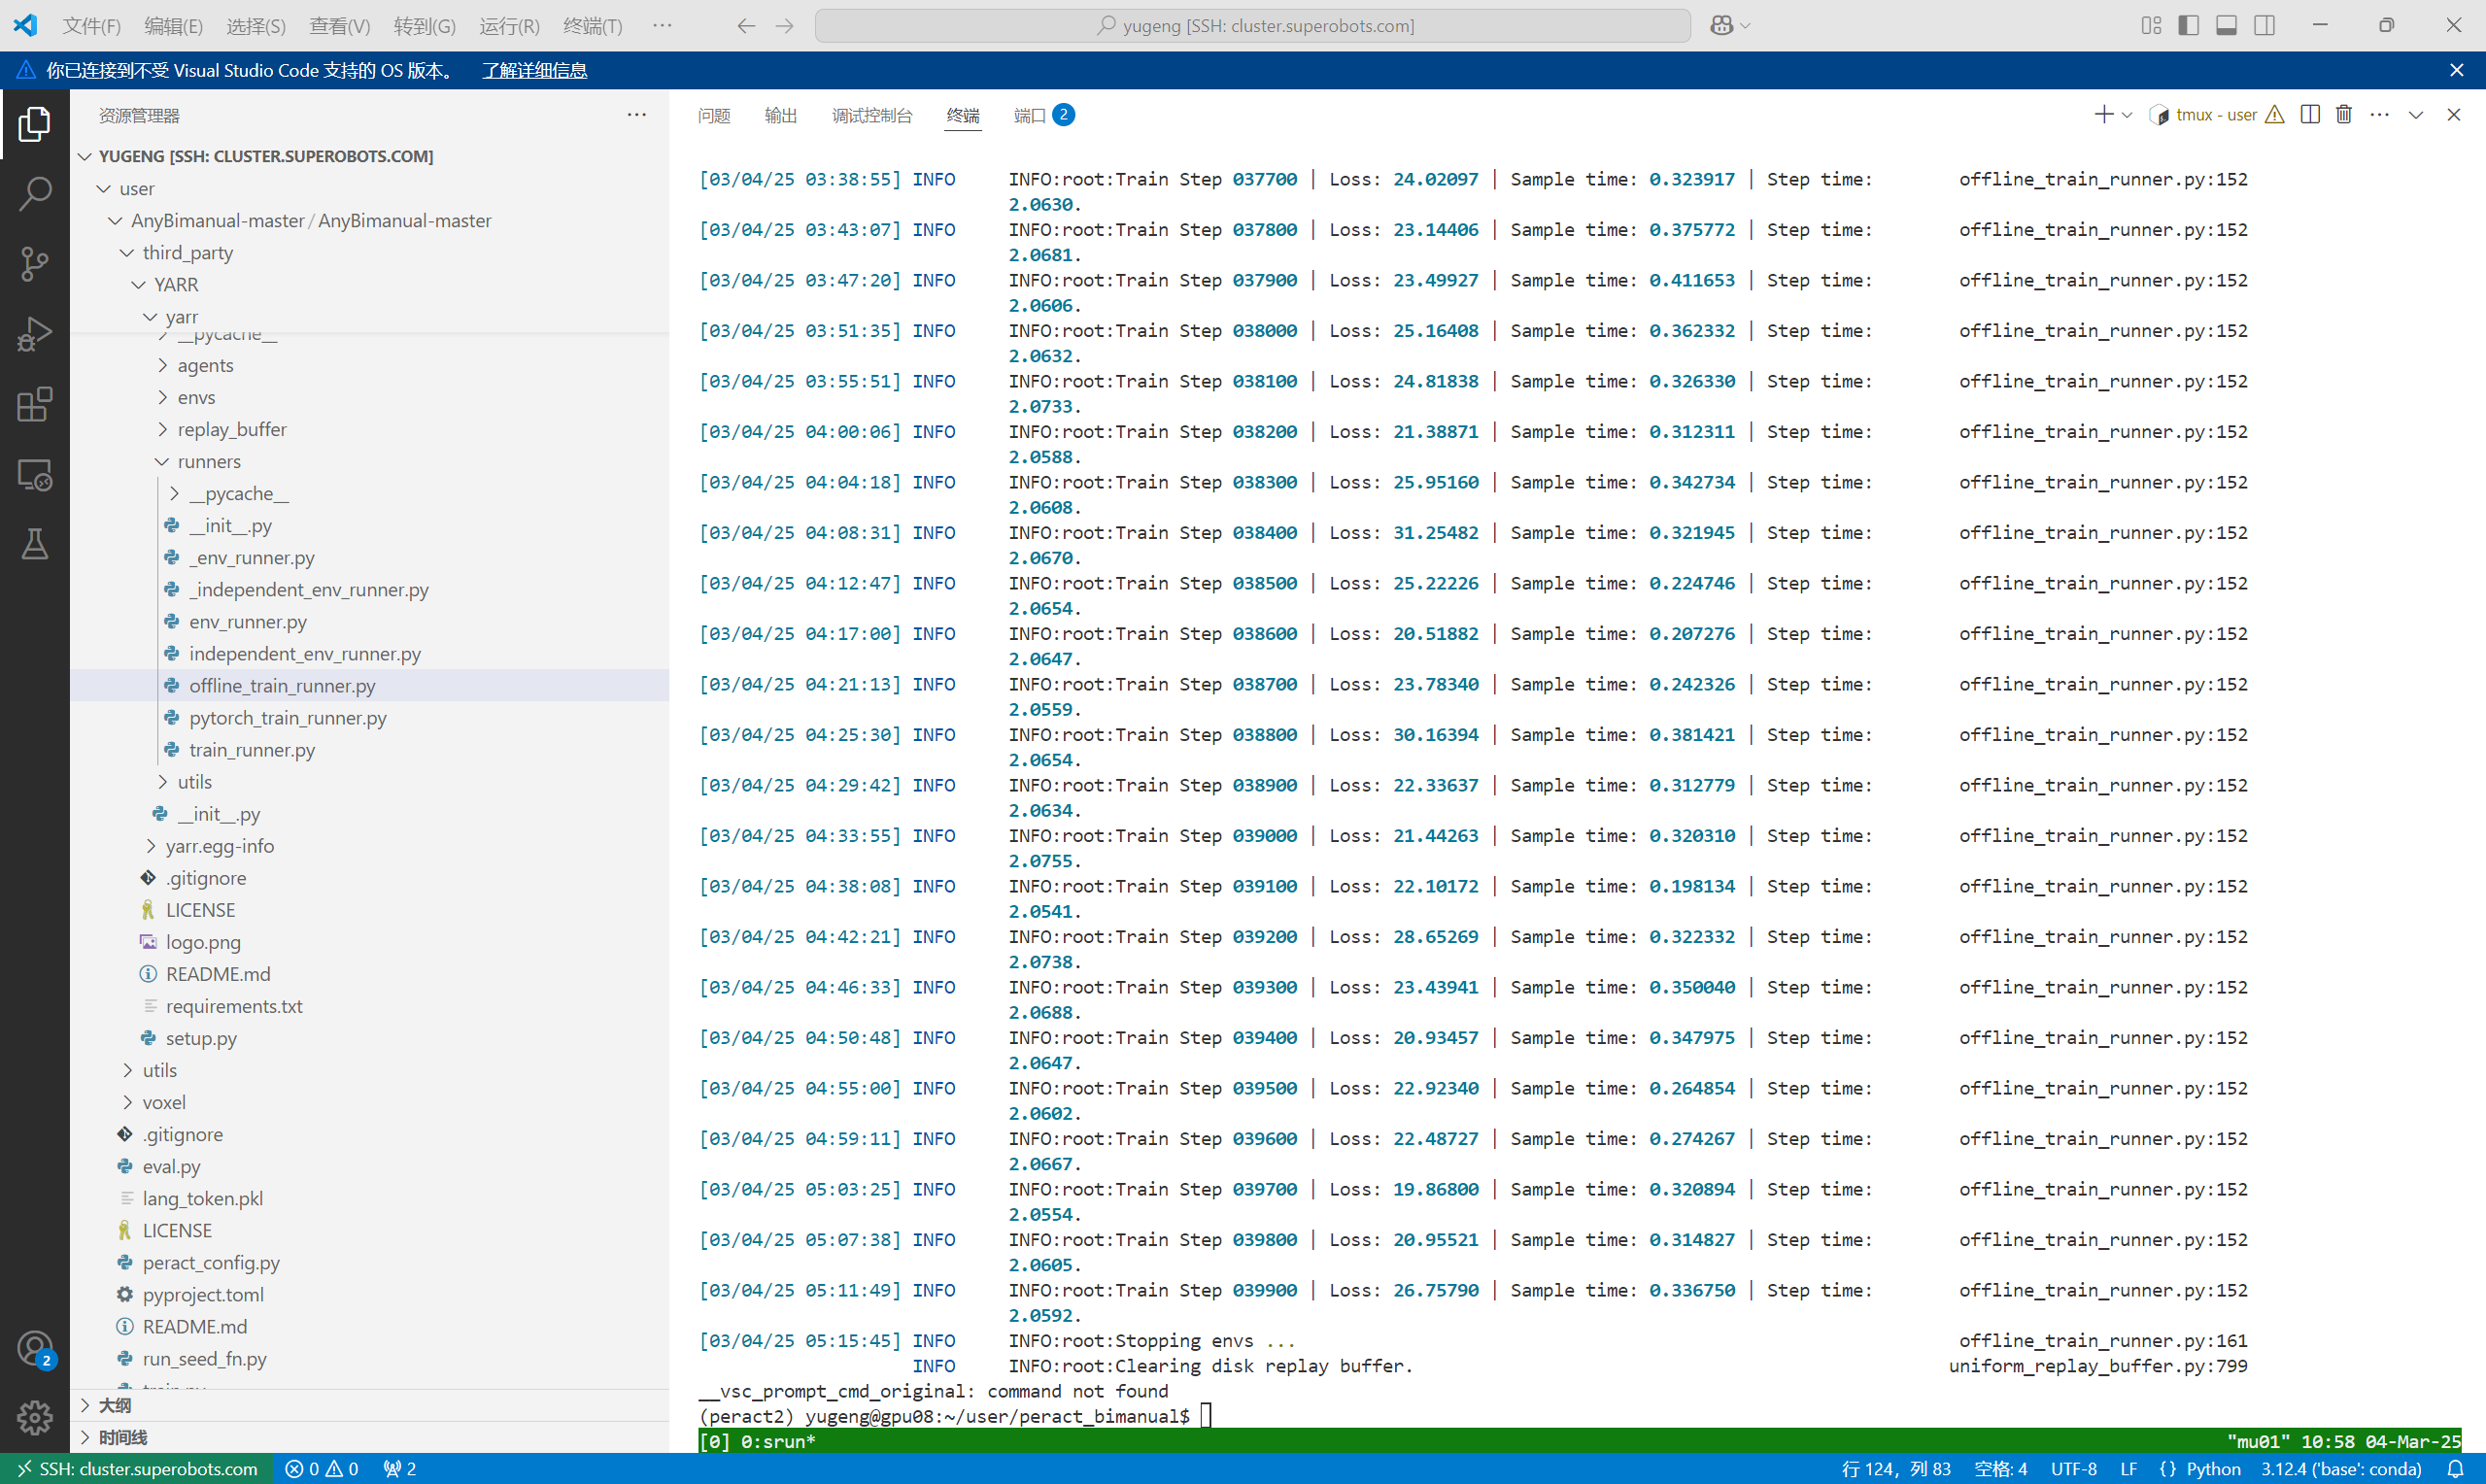 文件(F) 编辑(E) 选择(S) 查看(V) 转到(G) 运行(R) 终端(T) ··· yugeng [SSH: cluster.superobots.com]
你已连接到不受 Visual Studio Code 支持的 OS 版本。 了解详细信息
资源管理器
YUGENG [SSH: CLUSTER.SUPEROBOTS.COM]
user
AnyBimanual-master / AnyBimanual-master
third_party
YARR
yarr
__pycache__
agents
envs
replay_buffer
runners
__pycache__
__init__.py
_env_runner.py
_independent_env_runner.py
env_runner.py
independent_env_runner.py
offline_train_runner.py
pytorch_train_runner.py
train_runner.py
utils
__init__.py
yarr.egg-info
.gitignore
LICENSE
logo.png
README.md
requirements.txt
setup.py
utils
voxel
.gitignore
eval.py
lang_token.pkl
LICENSE
peract_config.py
pyproject.toml
README.md
run_seed_fn.py
train.py
大纲
时间线
2
问题 输出 调试控制台 终端 端口 2 tmux - user
[03/04/25 03:38:55] INFO INFO:root:Train Step 037700 | Loss: 24.02097 | Sample time: 0.323917 | Step time: offline_train_runner.py:152
2.0630.
[03/04/25 03:43:07] INFO INFO:root:Train Step 037800 | Loss: 23.14406 | Sample time: 0.375772 | Step time: offline_train_runner.py:152
2.0681.
[03/04/25 03:47:20] INFO INFO:root:Train Step 037900 | Loss: 23.49927 | Sample time: 0.411653 | Step time: offline_train_runner.py:152
2.0606.
[03/04/25 03:51:35] INFO INFO:root:Train Step 038000 | Loss: 25.16408 | Sample time: 0.362332 | Step time: offline_train_runner.py:152
2.0632.
[03/04/25 03:55:51] INFO INFO:root:Train Step 038100 | Loss: 24.81838 | Sample time: 0.326330 | Step time: offline_train_runner.py:152
2.0733.
[03/04/25 04:00:06] INFO INFO:root:Train Step 038200 | Loss: 21.38871 | Sample time: 0.312311 | Step time: offline_train_runner.py:152
2.0588.
[03/04/25 04:04:18] INFO INFO:root:Train Step 038300 | Loss: 25.95160 | Sample time: 0.342734 | Step time: offline_train_runner.py:152
2.0608.
[03/04/25 04:08:31] INFO INFO:root:Train Step 038400 | Loss: 31.25482 | Sample time: 0.321945 | Step time: offline_train_runner.py:152
2.0670.
[03/04/25 04:12:47] INFO INFO:root:Train Step 038500 | Loss: 25.22226 | Sample time: 0.224746 | Step time: offline_train_runner.py:152
2.0654.
[03/04/25 04:17:00] INFO INFO:root:Train Step 038600 | Loss: 20.51882 | Sample time: 0.207276 | Step time: offline_train_runner.py:152
2.0647.
[03/04/25 04:21:13] INFO INFO:root:Train Step 038700 | Loss: 23.78340 | Sample time: 0.242326 | Step time: offline_train_runner.py:152
2.0559.
[03/04/25 04:25:30] INFO INFO:root:Train Step 038800 | Loss: 30.16394 | Sample time: 0.381421 | Step time: offline_train_runner.py:152
2.0654.
[03/04/25 04:29:42] INFO INFO:root:Train Step 038900 | Loss: 22.33637 | Sample time: 0.312779 | Step time: offline_train_runner.py:152
2.0634.
[03/04/25 04:33:55] INFO INFO:root:Train Step 039000 | Loss: 21.44263 | Sample time: 0.320310 | Step time: offline_train_runner.py:152
2.0755.
[03/04/25 04:38:08] INFO INFO:root:Train Step 039100 | Loss: 22.10172 | Sample time: 0.198134 | Step time: offline_train_runner.py:152
2.0541.
[03/04/25 04:42:21] INFO INFO:root:Train Step 039200 | Loss: 28.65269 | Sample time: 0.322332 | Step time: offline_train_runner.py:152
2.0738.
[03/04/25 04:46:33] INFO INFO:root:Train Step 039300 | Loss: 23.43941 | Sample time: 0.350040 | Step time: offline_train_runner.py:152
2.0688.
[03/04/25 04:50:48] INFO INFO:root:Train Step 039400 | Loss: 20.93457 | Sample time: 0.347975 | Step time: offline_train_runner.py:152
2.0647.
[03/04/25 04:55:00] INFO INFO:root:Train Step 039500 | Loss: 22.92340 | Sample time: 0.264854 | Step time: offline_train_runner.py:152
2.0602.
[03/04/25 04:59:11] INFO INFO:root:Train Step 039600 | Loss: 22.48727 | Sample time: 0.274267 | Step time: offline_train_runner.py:152
2.0667.
[03/04/25 05:03:25] INFO INFO:root:Train Step 039700 | Loss: 19.86800 | Sample time: 0.320894 | Step time: offline_train_runner.py:152
2.0554.
[03/04/25 05:07:38] INFO INFO:root:Train Step 039800 | Loss: 20.95521 | Sample time: 0.314827 | Step time: offline_train_runner.py:152
2.0605.
[03/04/25 05:11:49] INFO INFO:root:Train Step 039900 | Loss: 26.75790 | Sample time: 0.336750 | Step time: offline_train_runner.py:152
2.0592.
[03/04/25 05:15:45] INFO INFO:root:Stopping envs ... offline_train_runner.py:161
INFO INFO:root:Clearing disk replay buffer. uniform_replay_buffer.py:799
__vsc_prompt_cmd_original: command not found
(peract2) yugeng@gpu08:~/user/peract_bimanual$
[0] 0:srun* "mu01" 10:58 04-Mar-25
SSH: cluster.superobots.com 0 0 2 行 124，列 83 空格: 4 UTF-8 LF {} Python 3.12.4 ('base': conda)